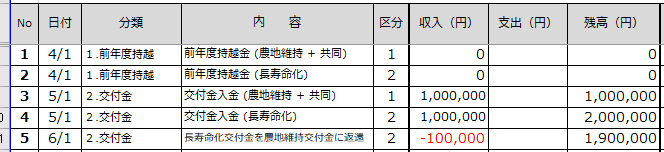 No 日付 分類 内 容 区分 収入（円） 支出（円） 残高（円）
1 4/1 1.前年度持越 前年度持越金 (農地維持 + 共同) 1 0 0
2 4/1 1.前年度持越 前年度持越金 (長寿命化) 2 0 0
3 5/1 2.交付金 交付金入金 (農地維持 + 共同) 1 1,000,000 1,000,000
4 5/1 2.交付金 交付金入金 (長寿命化) 2 1,000,000 2,000,000
5 6/1 2.交付金 長寿命化交付金を農地維持交付金に返還 2 -100,000 1,900,000